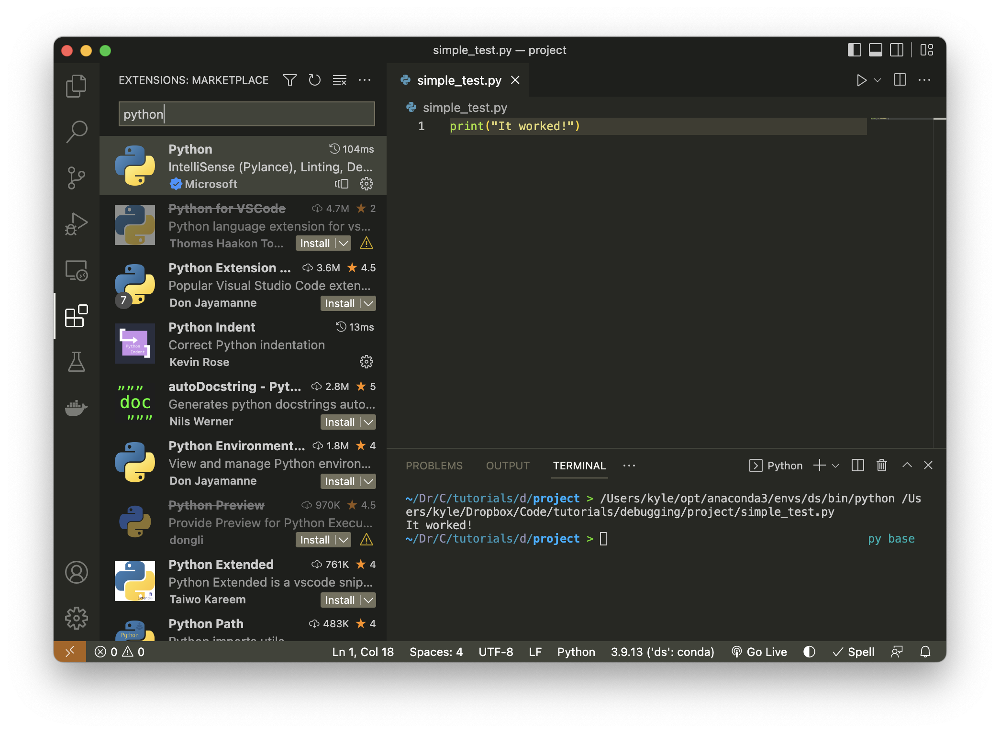 simple_test.py — project
EXTENSIONS: MARKETPLACE
python
Python 104ms
IntelliSense (Pylance), Linting, De...
Microsoft
Python for VSCode 4.7M 2
Python language extension for vs...
Thomas Haakon To... Install
Python Extension ... 3.6M 4.5
Popular Visual Studio Code exten...
7
Don Jayamanne Install
Python Indent 13ms
Correct Python indentation
Python
Indent
Kevin Rose
"""
doc
"""
autoDocstring - Pyt... 2.8M 5
Generates python docstrings auto...
Nils Werner Install
Python Environment... 1.8M 4
View and manage Python environ...
Don Jayamanne Install
Python Preview 970K 4.5
Provide Preview for Python Execu...
dongli Install
Python Extended 761K 4
Python Extended is a vscode snip...
Taiwo Kareem Install
Python Path 483K 4
Python
Python imports utils
simple_test.py
simple_test.py
1 print("It worked!")
PROBLEMS OUTPUT TERMINAL Python
~/Dr/C/tutorials/d/project > /Users/kyle/opt/anaconda3/envs/ds/bin/python /Us
ers/kyle/Dropbox/Code/tutorials/debugging/project/simple_test.py
It worked!
~/Dr/C/tutorials/d/project > py base
0 0 Ln 1, Col 18 Spaces: 4 UTF-8 LF Python 3.9.13 ('ds': conda) Go Live Spell